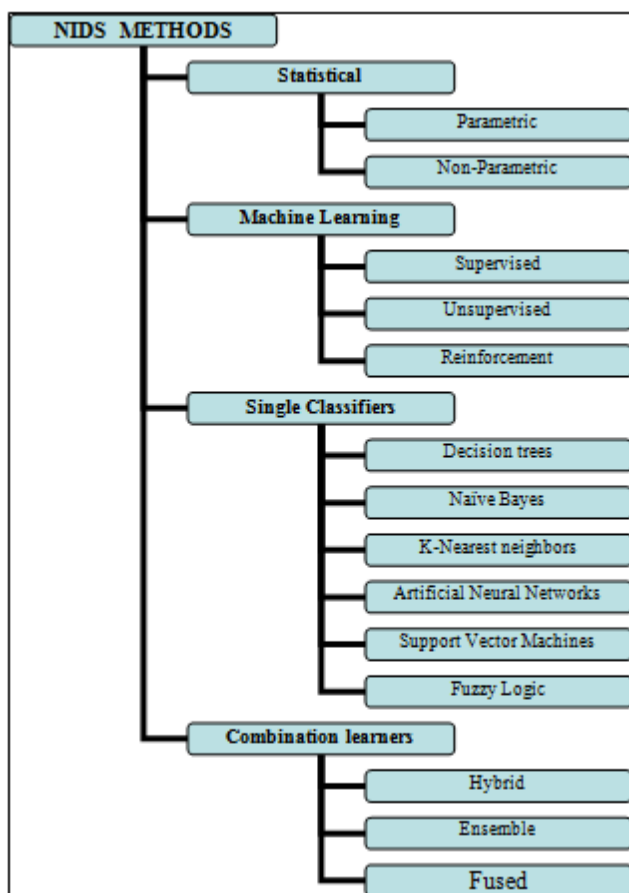 NIDS METHODS
Statistical
Parametric
Non-Parametric
Machine Learning
Supervised
Unsupervised
Reinforcement
Single Classifiers
Decision trees
Naïve Bayes
K-Nearest neighbors
Artificial Neural Networks
Support Vector Machines
Fuzzy Logic
Combination learners
Hybrid
Ensemble
Fused